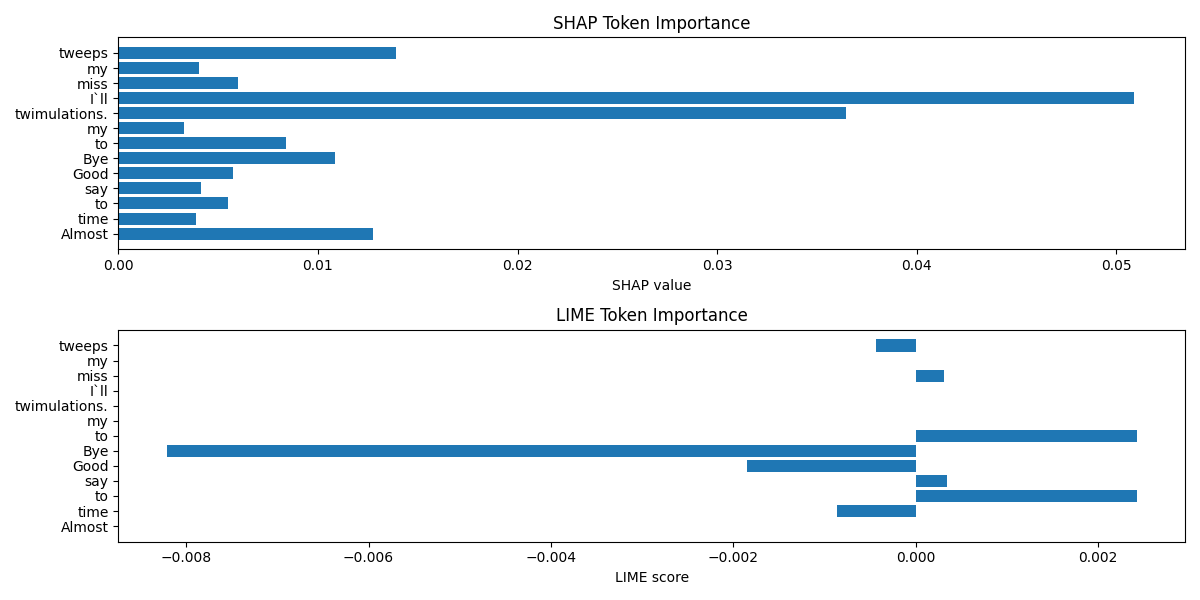 SHAP Token Importance
tweeps
my
miss
I`ll
twimulations.
my
to
Bye
Good
say
to
time
Almost
0.00 0.01 0.02 0.03 0.04 0.05
SHAP value
LIME Token Importance
tweeps
my
miss
I`ll
twimulations.
my
to
Bye
Good
say
to
time
Almost
−0.008 −0.006 −0.004 −0.002 0.000 0.002
LIME score